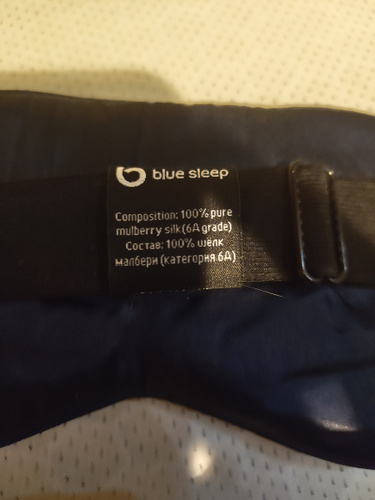 blue sleep
Composition: 100% pure
mulberry silk (6A grade)
Состав: 100% шёлк
малбери (категория 6А)